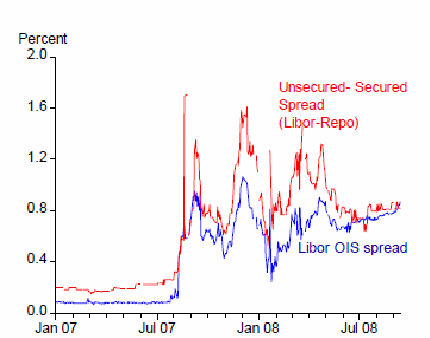 Percent
2.0
1.6
1.2
0.8
0.4
0.0
Unsecured- Secured
Spread
(Libor-Repo)
Libor OIS spread
Jan 07
Jul 07
Jan 08
Jul 08